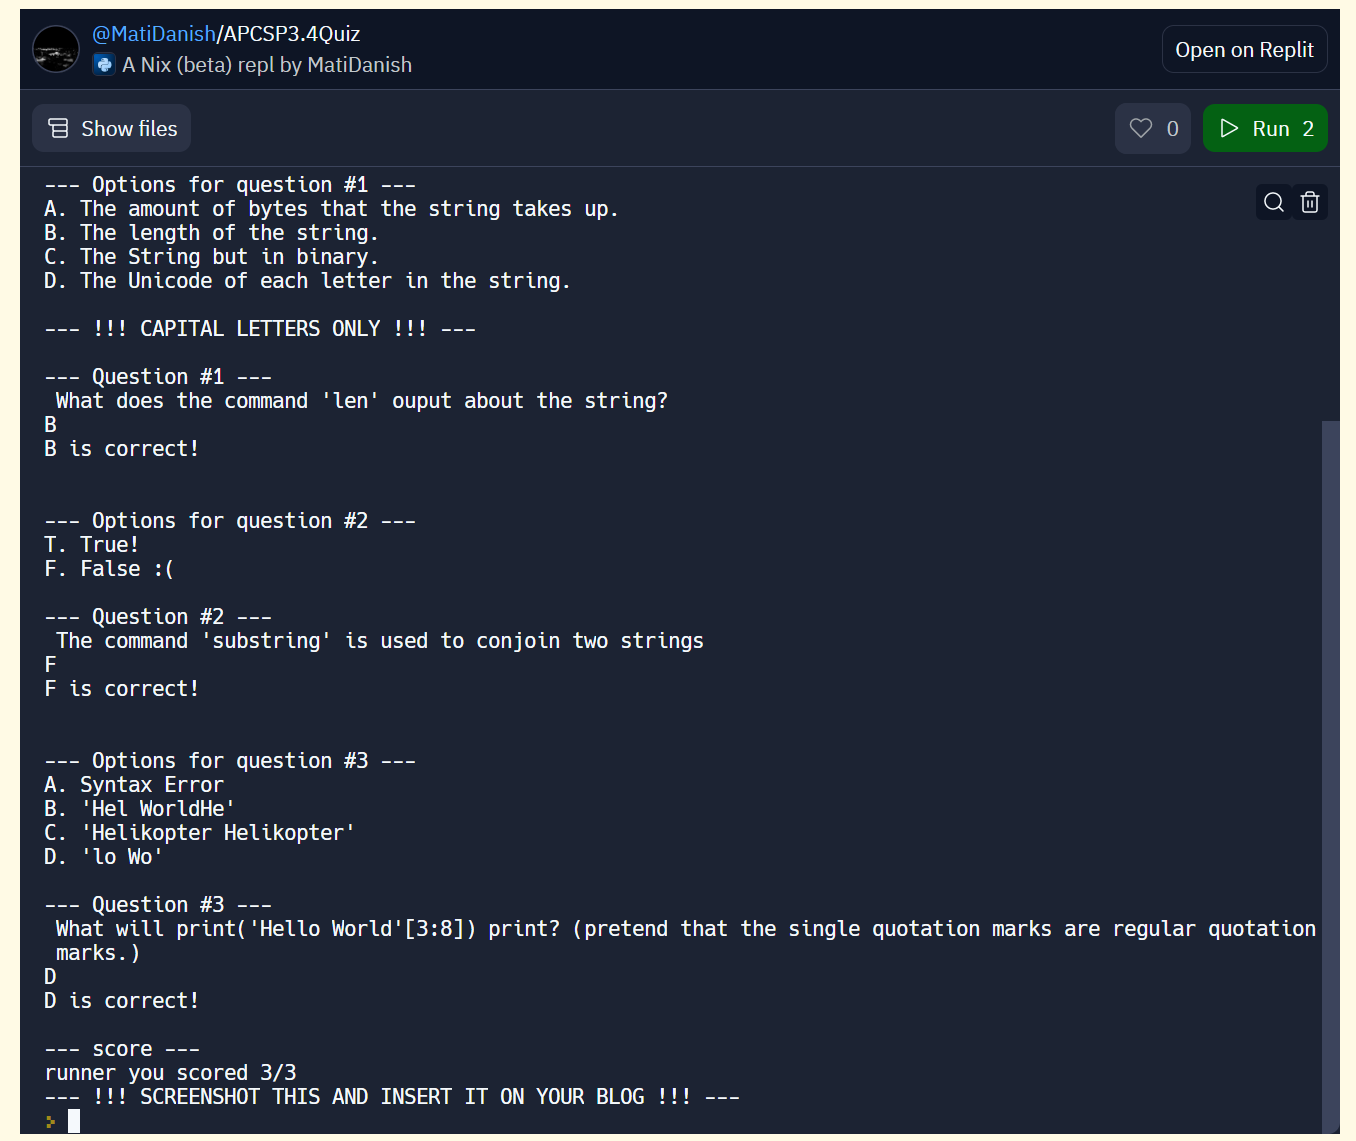 @MatiDanish/APCSP3.4Quiz
A Nix (beta) repl by MatiDanish
Open on Replit
Show files
0
Run 2
--- Options for question #1 ---
A. The amount of bytes that the string takes up.
B. The length of the string.
C. The String but in binary.
D. The Unicode of each letter in the string.
--- !!! CAPITAL LETTERS ONLY !!! ---
--- Question #1 ---
What does the command 'len' ouput about the string?
B
B is correct!
--- Options for question #2 ---
T. True!
F. False :(
--- Question #2 ---
The command 'substring' is used to conjoin two strings
F
F is correct!
--- Options for question #3 ---
A. Syntax Error
B. 'Hel WorldHe'
C. 'Helikopter Helikopter'
D. 'lo Wo'
--- Question #3 ---
What will print('Hello World'[3:8]) print? (pretend that the single quotation marks are regular quotation
marks.)
D
D is correct!
--- score ---
runner you scored 3/3
--- !!! SCREENSHOT THIS AND INSERT IT ON YOUR BLOG !!! ---